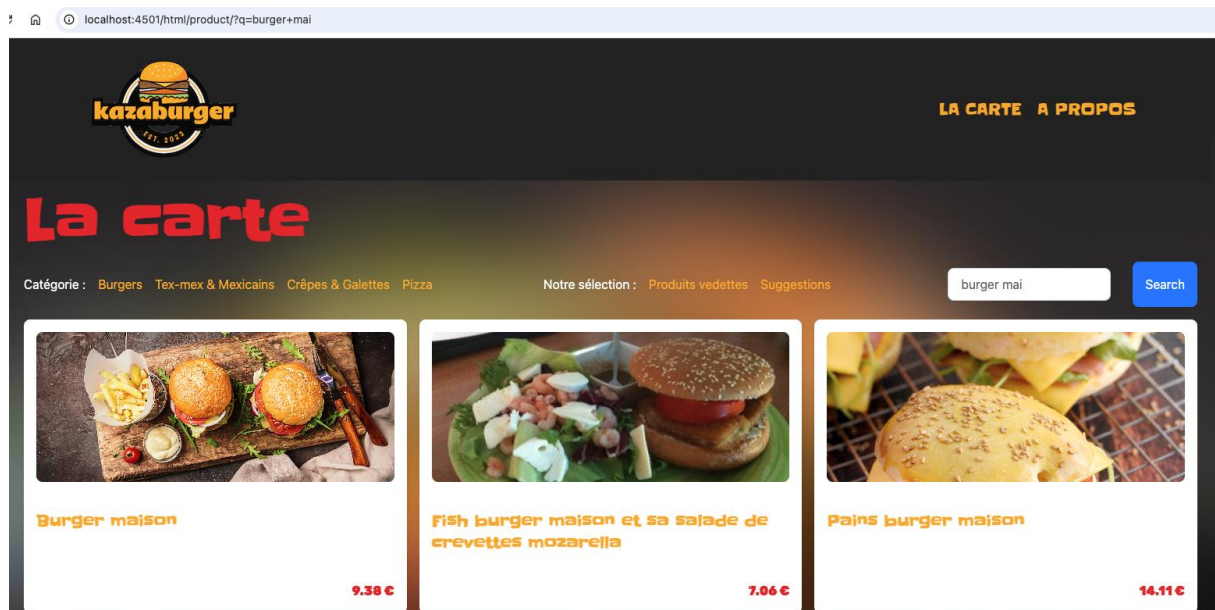 localhost:4501/html/product/?q=burger+mai
kazaburger
EST. 2023
LA CARTE A PROPOS
La carte
Catégorie : Burgers Tex-mex & Mexicains Crêpes & Galettes Pizza
Notre sélection : Produits vedettes Suggestions
burger mai
Search
Burger maison
9.38 €
Fish burger maison et sa salade de
crevettes mozarella
7.06 €
Pains burger maison
14.11 €